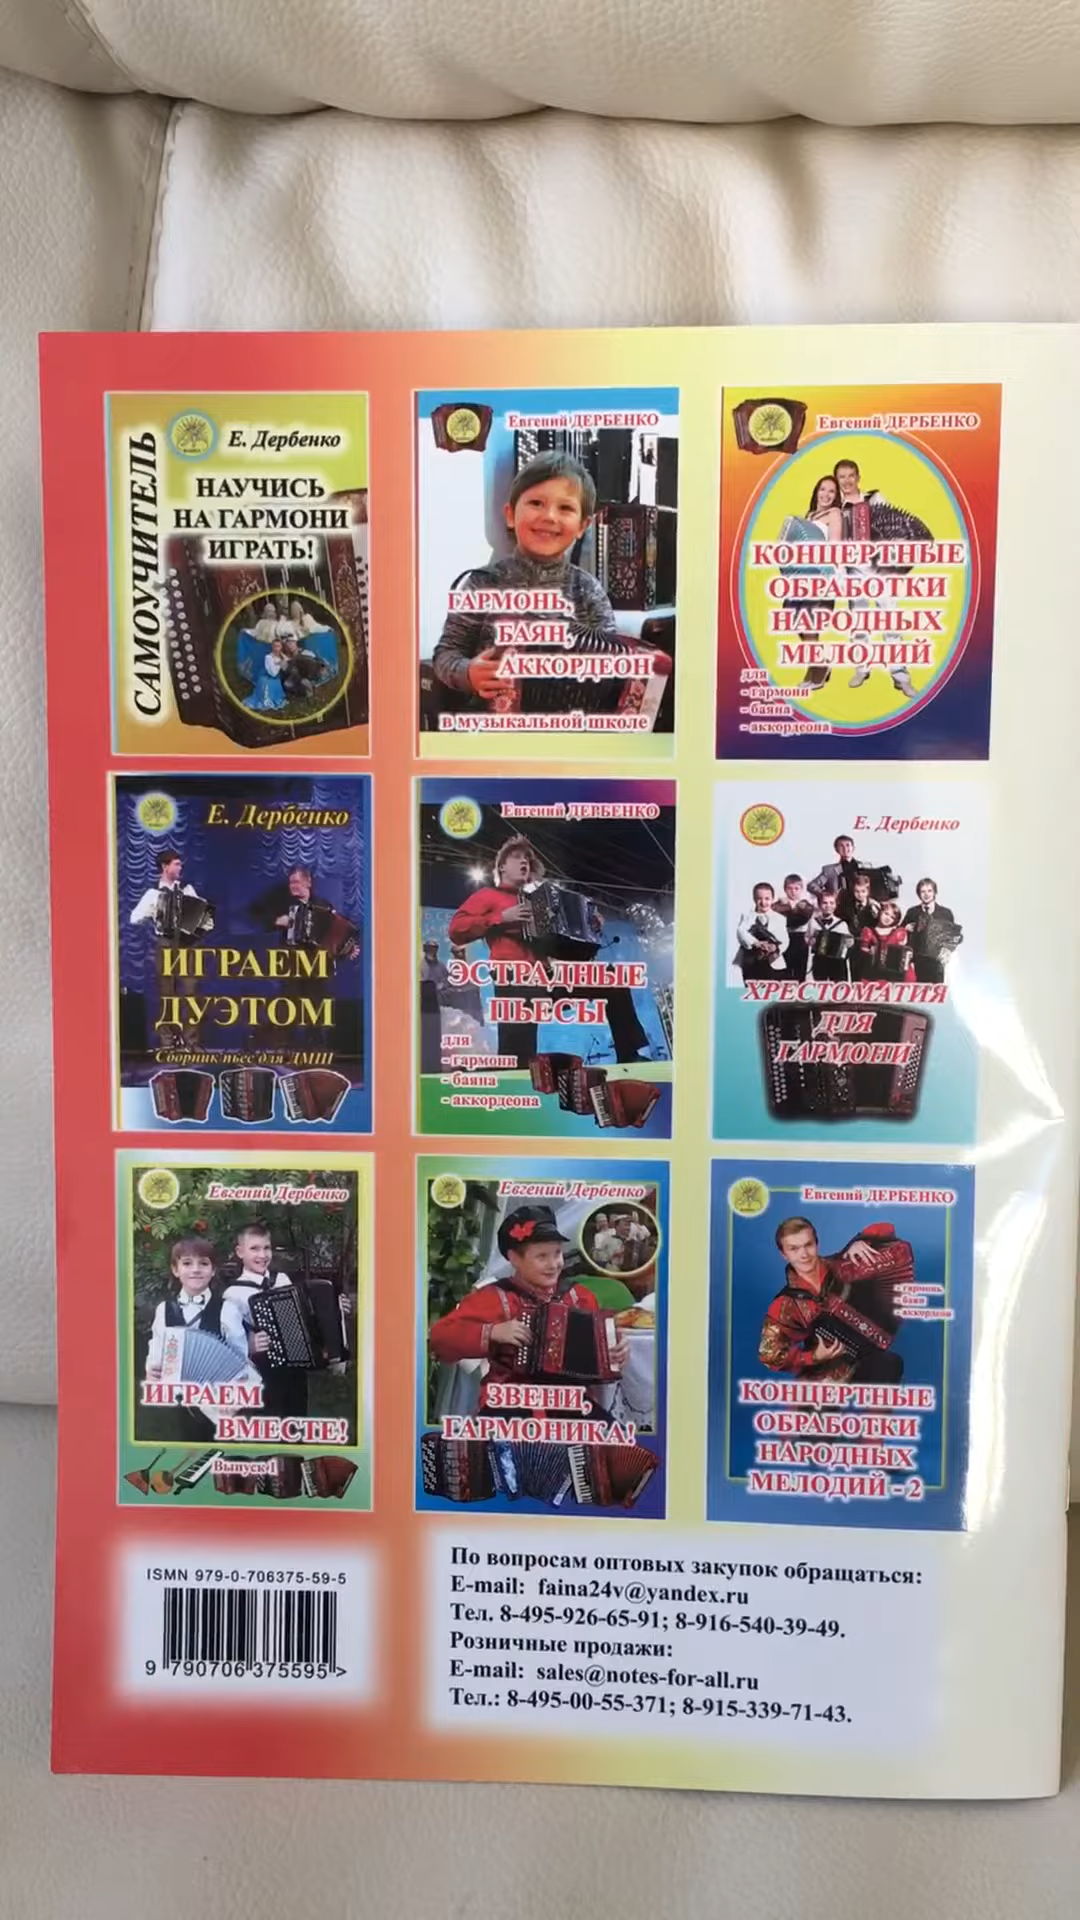 САМОУЧИТЕЛЬ
Е. Дербенко
НАУЧИСЬ
НА ГАРМОНИ
ИГРАТЬ!
Евгений ДЕРБЕНКО
ГАРМОНЬ,
БАЯН,
АККОРДЕОН
в музыкальной школе
Евгений ДЕРБЕНКО
КОНЦЕРТНЫЕ
ОБРАБОТКИ
НАРОДНЫХ
МЕЛОДИЙ
для
- гармони
- баяна
- аккордеона
Е. Дербенко
ИГРАЕМ
ДУЭТОМ
Сборник пьес для ДМШ
Евгений ДЕРБЕНКО
ЭСТРАДНЫЕ
ПЬЕСЫ
для
- гармони
- баяна
- аккордеона
Е. Дербенко
ХРЕСТОМАТИЯ
ДЛЯ
ГАРМОНИ
Евгений Дербенко
ИГРАЕМ
ВМЕСТЕ!
Выпуск 1
Евгений Дербенко
ЗВЕНИ,
ГАРМОНИКА!
Евгений ДЕРБЕНКО
- гармонь
- баян
- аккордеон
КОНЦЕРТНЫЕ
ОБРАБОТКИ
НАРОДНЫХ
МЕЛОДИЙ - 2
ISMN 979-0-706375-59-5
9 790706 375595 >
По вопросам оптовых закупок обращаться:
E-mail: faina24v@yandex.ru
Тел. 8-495-926-65-91; 8-916-540-39-49.
Розничные продажи:
E-mail: sales@notes-for-all.ru
Тел.: 8-495-00-55-371; 8-915-339-71-43.